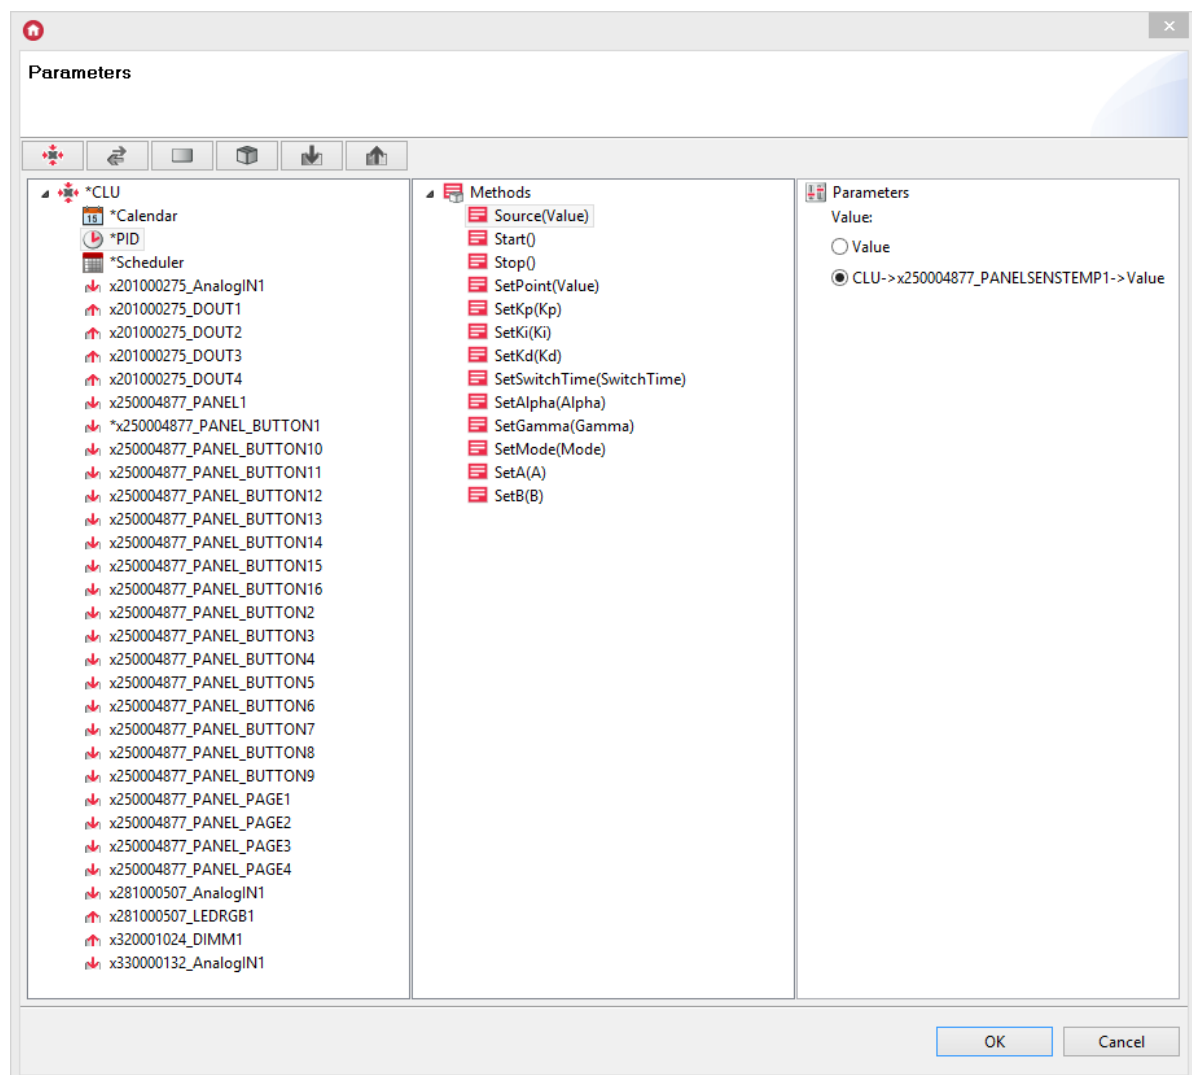 Parameters
*CLU
15 *Calendar
*PID
*Scheduler
x201000275_AnalogIN1
x201000275_DOUT1
x201000275_DOUT2
x201000275_DOUT3
x201000275_DOUT4
x250004877_PANEL1
*x250004877_PANEL_BUTTON1
x250004877_PANEL_BUTTON10
x250004877_PANEL_BUTTON11
x250004877_PANEL_BUTTON12
x250004877_PANEL_BUTTON13
x250004877_PANEL_BUTTON14
x250004877_PANEL_BUTTON15
x250004877_PANEL_BUTTON16
x250004877_PANEL_BUTTON2
x250004877_PANEL_BUTTON3
x250004877_PANEL_BUTTON4
x250004877_PANEL_BUTTON5
x250004877_PANEL_BUTTON6
x250004877_PANEL_BUTTON7
x250004877_PANEL_BUTTON8
x250004877_PANEL_BUTTON9
x250004877_PANEL_PAGE1
x250004877_PANEL_PAGE2
x250004877_PANEL_PAGE3
x250004877_PANEL_PAGE4
x281000507_AnalogIN1
x281000507_LEDRGB1
x320001024_DIMM1
x330000132_AnalogIN1
Methods
Source(Value)
Start()
Stop()
SetPoint(Value)
SetKp(Kp)
SetKi(Ki)
SetKd(Kd)
SetSwitchTime(SwitchTime)
SetAlpha(Alpha)
SetGamma(Gamma)
SetMode(Mode)
SetA(A)
SetB(B)
Parameters
Value:
Value
CLU->x250004877_PANELSENSTEMP1->Value
OK
Cancel